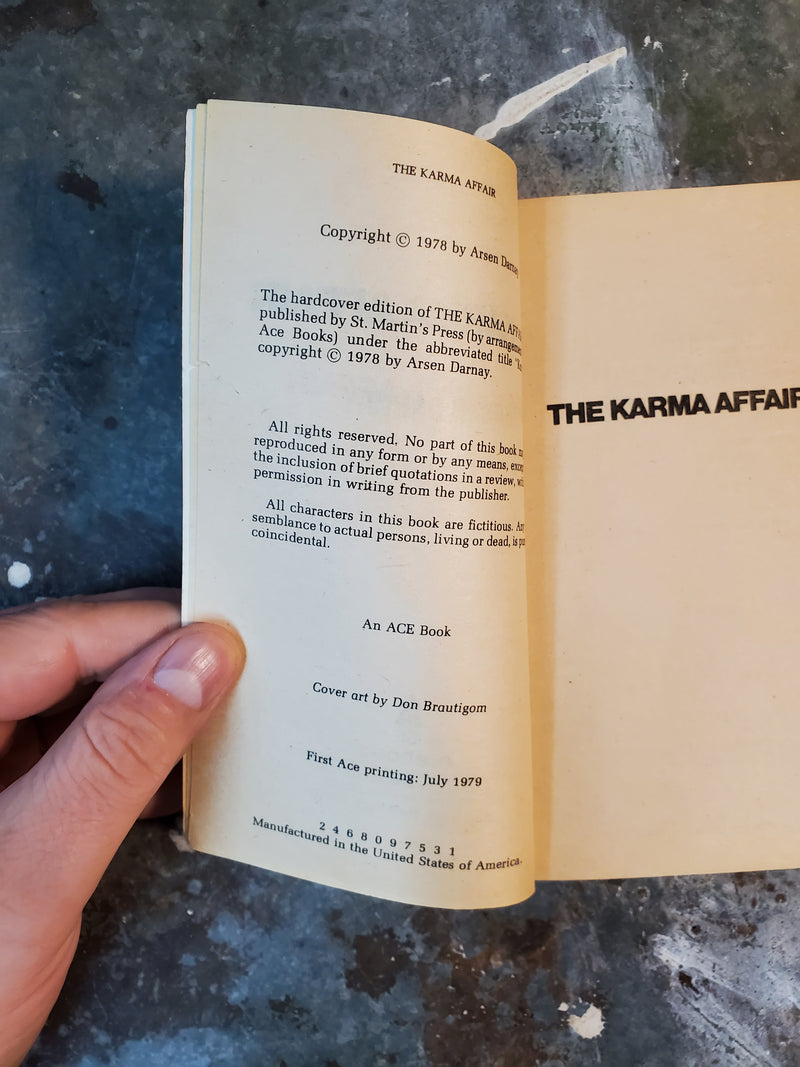 THE KARMA AFFAIR
Copyright © 1978 by Arsen Darnay
The hardcover edition of THE KARMA
published by St. Martin's Press (by
Ace Books) under the abbreviated title
copyright © 1978 by Arsen Darnay.
All rights reserved. No part of this book
reproduced in any form or by any means,
the inclusion of brief quotations in a review,
permission in writing from the publisher.
All characters in this book are fictitious.
semblance to actual persons, living or dead, is
coincidental.
An ACE Book
Cover art by Don Brautigom
First Ace printing: July 1979
2 4 6 8 0 9 7 5 3 1
Manufactured in the United States of America.
THE KARMA AFFAIR